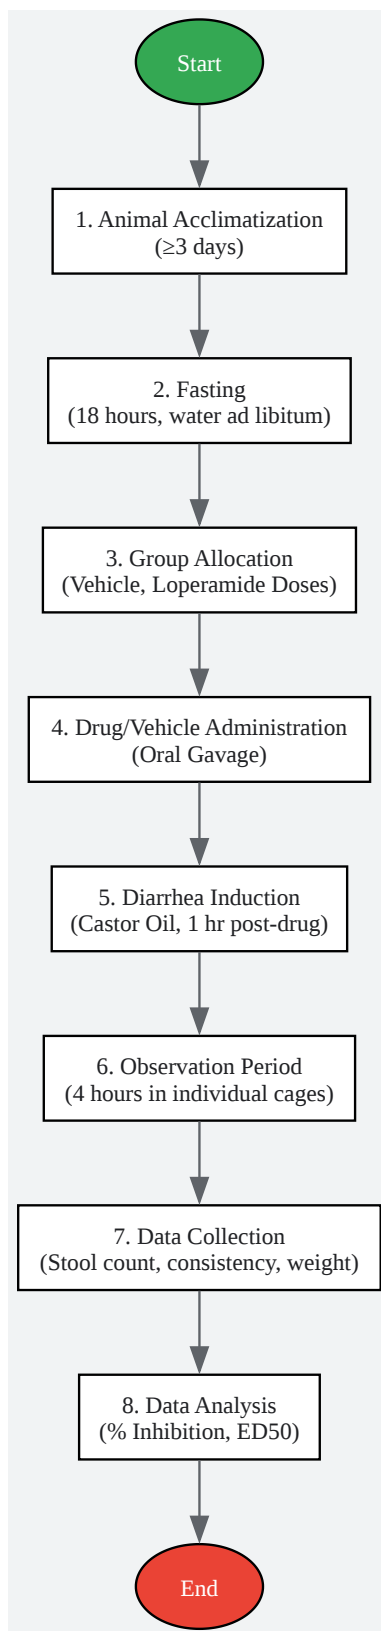 Start
1. Animal Acclimatization
(≥3 days)
2. Fasting
(18 hours, water ad libitum)
3. Group Allocation
(Vehicle, Loperamide Doses)
4. Drug/Vehicle Administration
(Oral Gavage)
5. Diarrhea Induction
(Castor Oil, 1 hr post-drug)
6. Observation Period
(4 hours in individual cages)
7. Data Collection
(Stool count, consistency, weight)
8. Data Analysis
(% Inhibition, ED50)
End